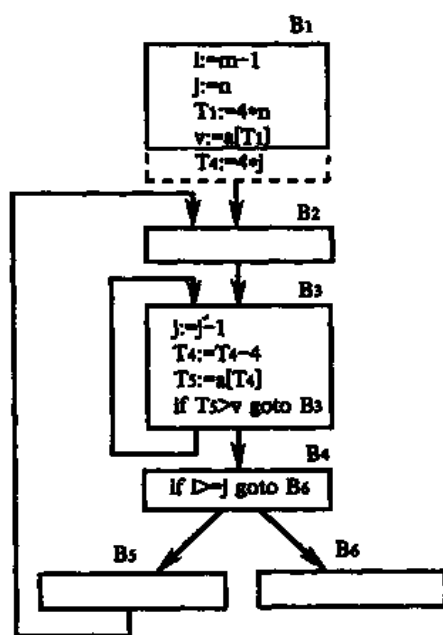 B1
i:=m-1
j:=n
T1:=4*n
v:=a[T1]
T4:=4*j
B2
B3
j:=j-1
T4:=T4-4
T5:=a[T4]
if T5>v goto B3
B4
if i>=j goto B6
B5
B6